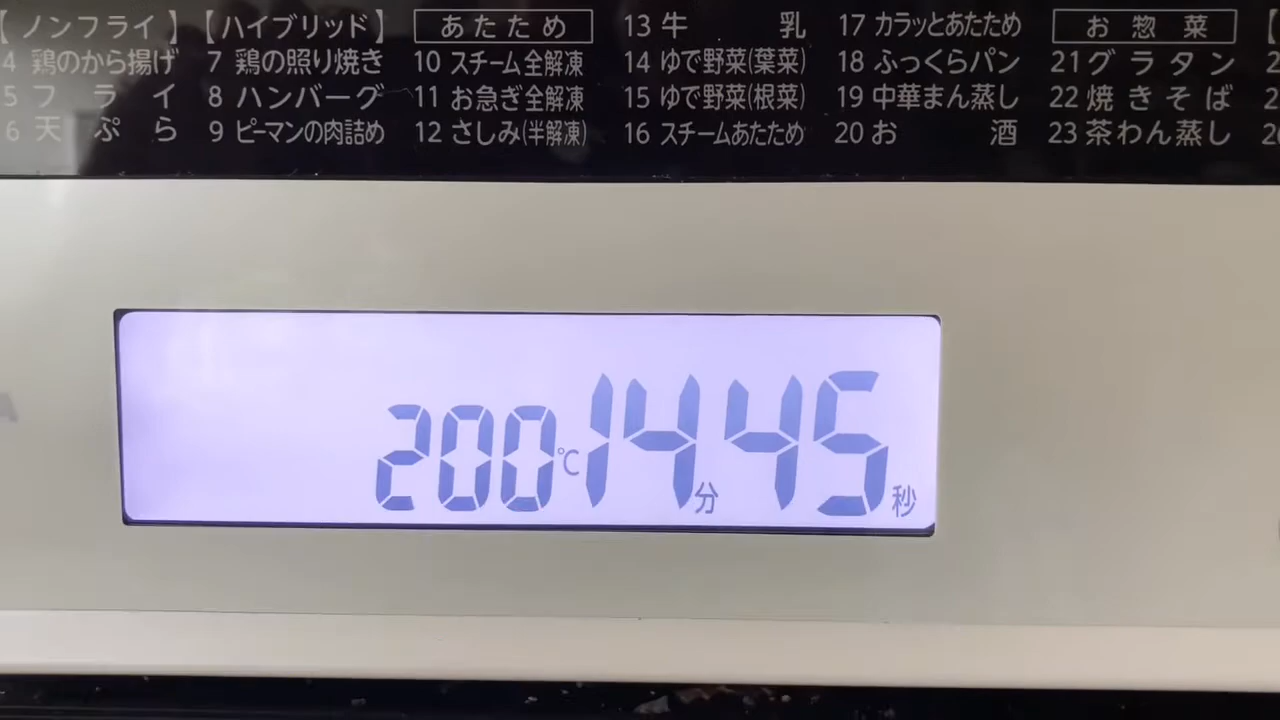 【ノンフライ】 【ハイブリッド】 あたため 13 牛乳 17 カラッとあたため お惣菜 【
4 鶏のから揚げ 7 鶏の照り焼き 10 スチーム全解凍 14 ゆで野菜(葉菜) 18 ふっくらパン 21 グラタン
5 フライ 8 ハンバーグ 11 お急ぎ全解凍 15 ゆで野菜(根菜) 19 中華まん蒸し 22 焼きそば
6 天ぷら 9 ピーマンの肉詰め 12 さしみ(半解凍) 16 スチームあたため 20 お酒 23 茶わん蒸し
200℃ 14分 45秒